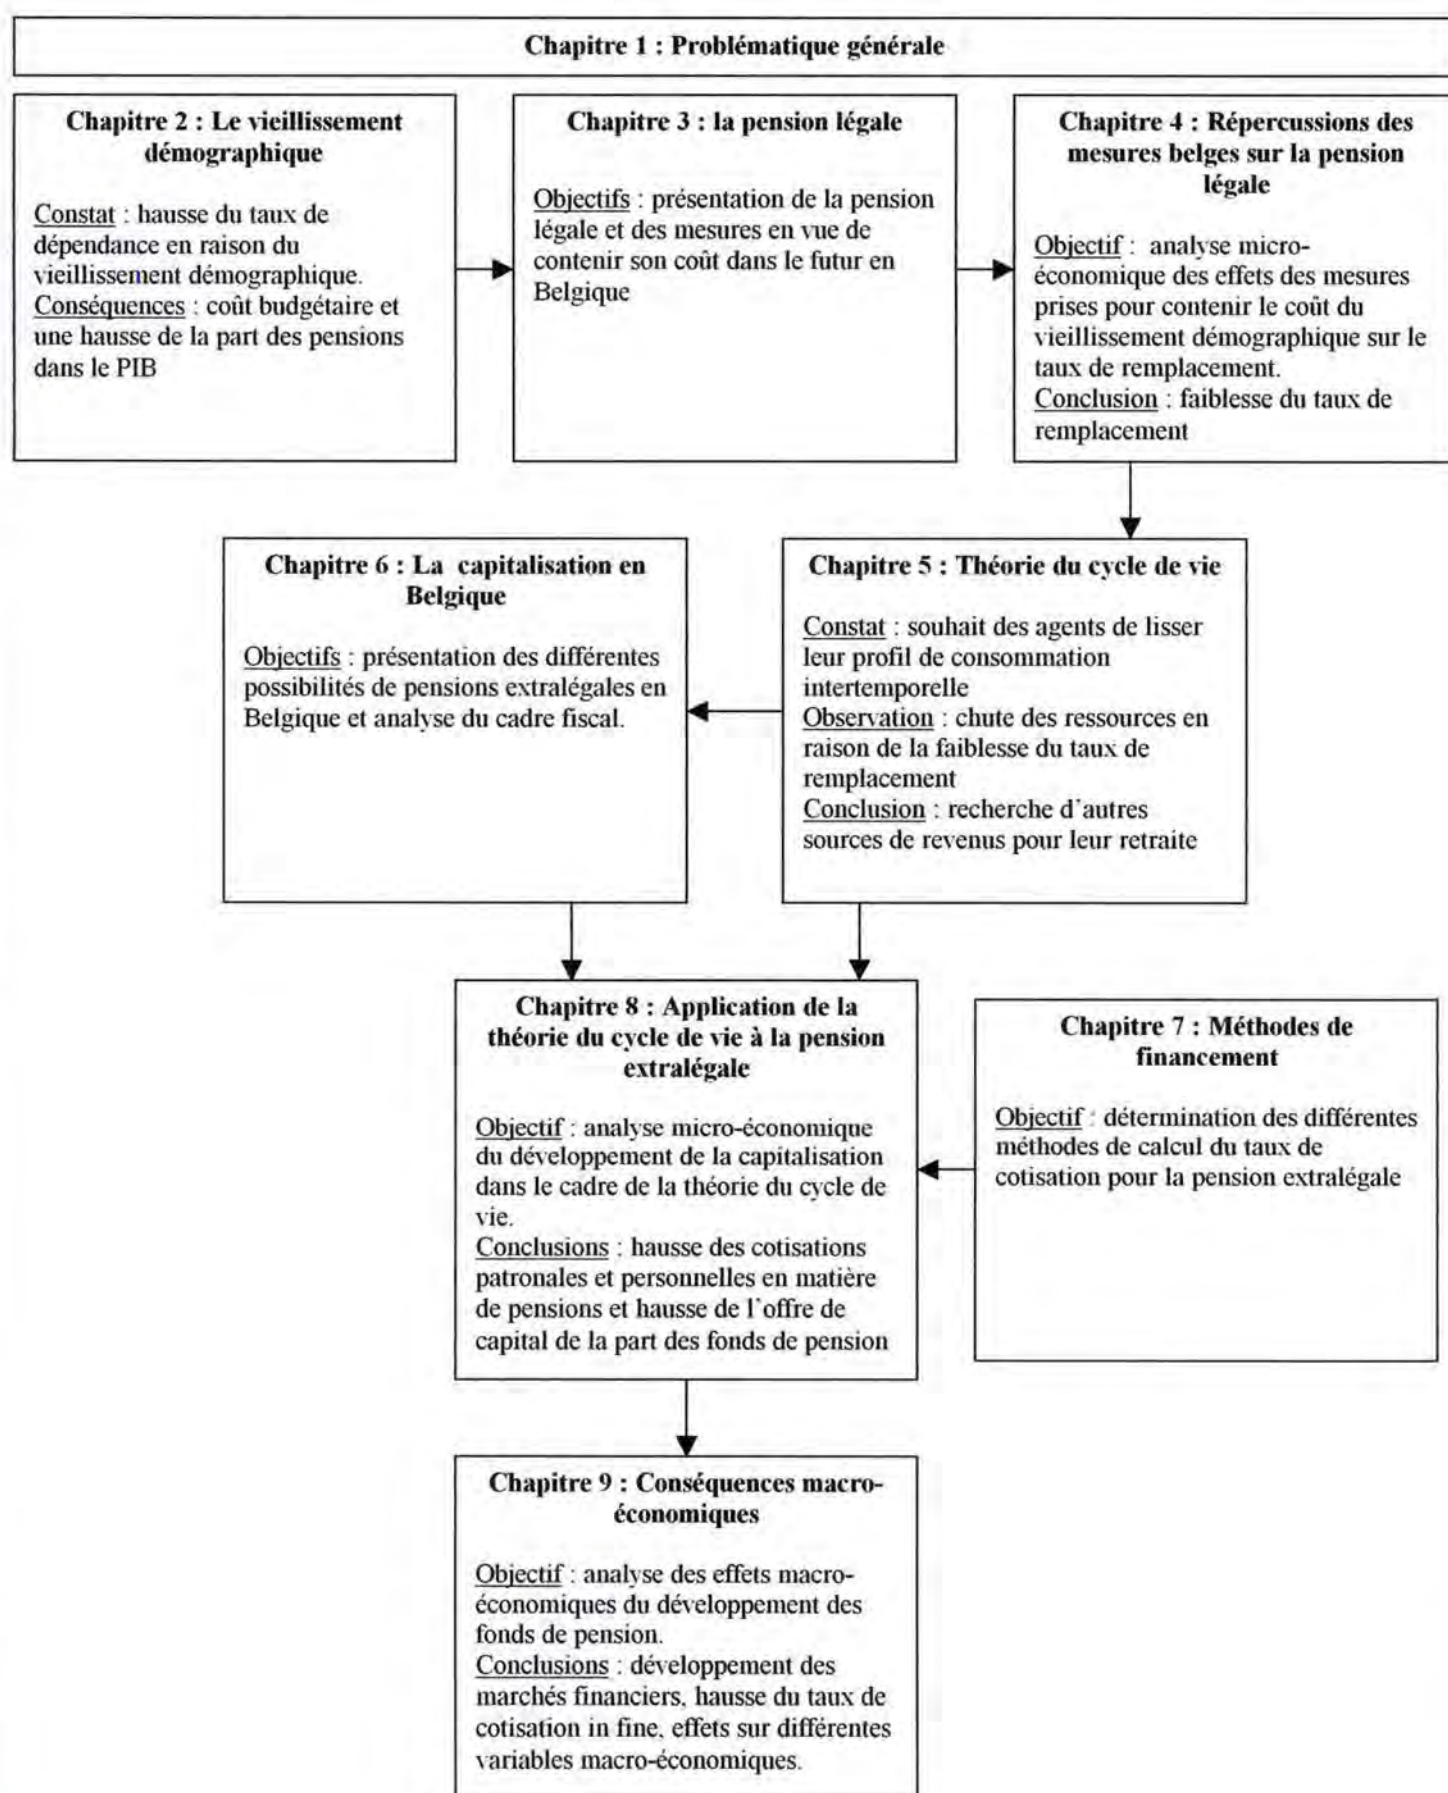 Chapitre 1 : Problématique générale
Chapitre 2 : Le vieillissement
démographique
Constat : hausse du taux de
dépendance en raison du
vieillissement démographique.
Conséquences : coût budgétaire et
une hausse de la part des pensions
dans le PIB
Chapitre 3 : la pension légale
Objectifs : présentation de la pension
légale et des mesures en vue de
contenir son coût dans le futur en
Belgique
Chapitre 4 : Répercussions des
mesures belges sur la pension
légale
Objectif : analyse micro-
économique des effets des mesures
prises pour contenir le coût du
vieillissement démographique sur le
taux de remplacement.
Conclusion : faiblesse du taux de
remplacement
Chapitre 5 : Théorie du cycle de vie
Constat : souhait des agents de lisser
leur profil de consommation
intertemporelle
Observation : chute des ressources en
raison de la faiblesse du taux de
remplacement
Conclusion : recherche d'autres
sources de revenus pour leur retraite
Chapitre 6 : La capitalisation en
Belgique
Objectifs : présentation des différentes
possibilités de pensions extralégales en
Belgique et analyse du cadre fiscal.
Chapitre 7 : Méthodes de
financement
Objectif : détermination des différentes
méthodes de calcul du taux de
cotisation pour la pension extralégale
Chapitre 8 : Application de la
théorie du cycle de vie à la pension
extralégale
Objectif : analyse micro-économique
du développement de la capitalisation
dans le cadre de la théorie du cycle de
vie.
Conclusions : hausse des cotisations
patronales et personnelles en matière
de pensions et hausse de l'offre de
capital de la part des fonds de pension
Chapitre 9 : Conséquences macro-
économiques
Objectif : analyse des effets macro-
économiques du développement des
fonds de pension.
Conclusions : développement des
marchés financiers, hausse du taux de
cotisation in fine, effets sur différentes
variables macro-économiques.